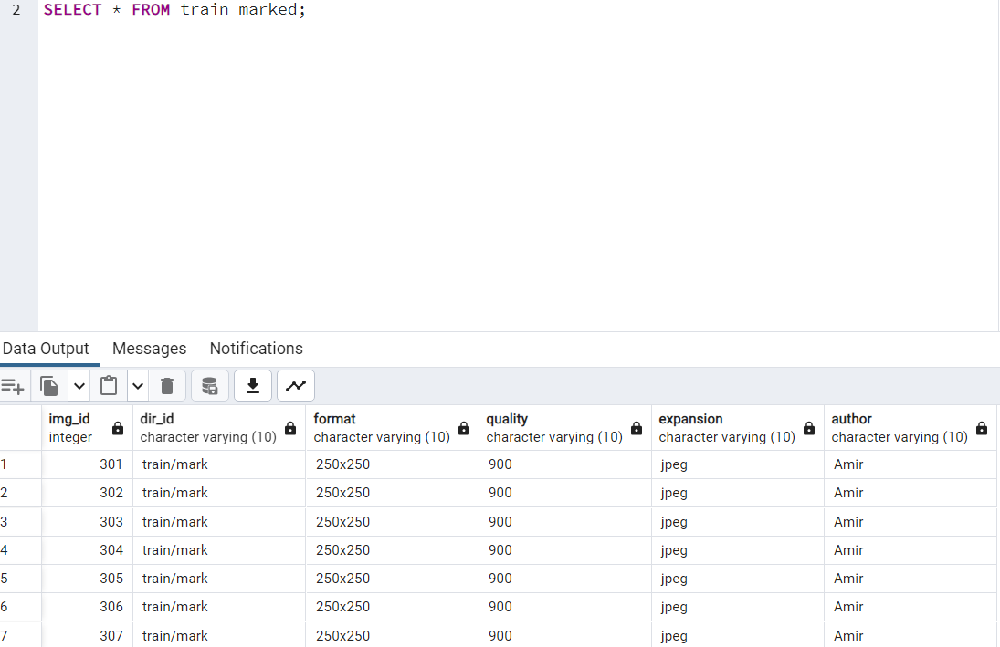 2 SELECT * FROM train_marked;
Data Output Messages Notifications
img_id dir_id format quality expansion author
integer character varying (10) character varying (10) character varying (10) character varying (10) character varying (10)
1 301 train/mark 250x250 900 jpeg Amir
2 302 train/mark 250x250 900 jpeg Amir
3 303 train/mark 250x250 900 jpeg Amir
4 304 train/mark 250x250 900 jpeg Amir
5 305 train/mark 250x250 900 jpeg Amir
6 306 train/mark 250x250 900 jpeg Amir
7 307 train/mark 250x250 900 jpeg Amir